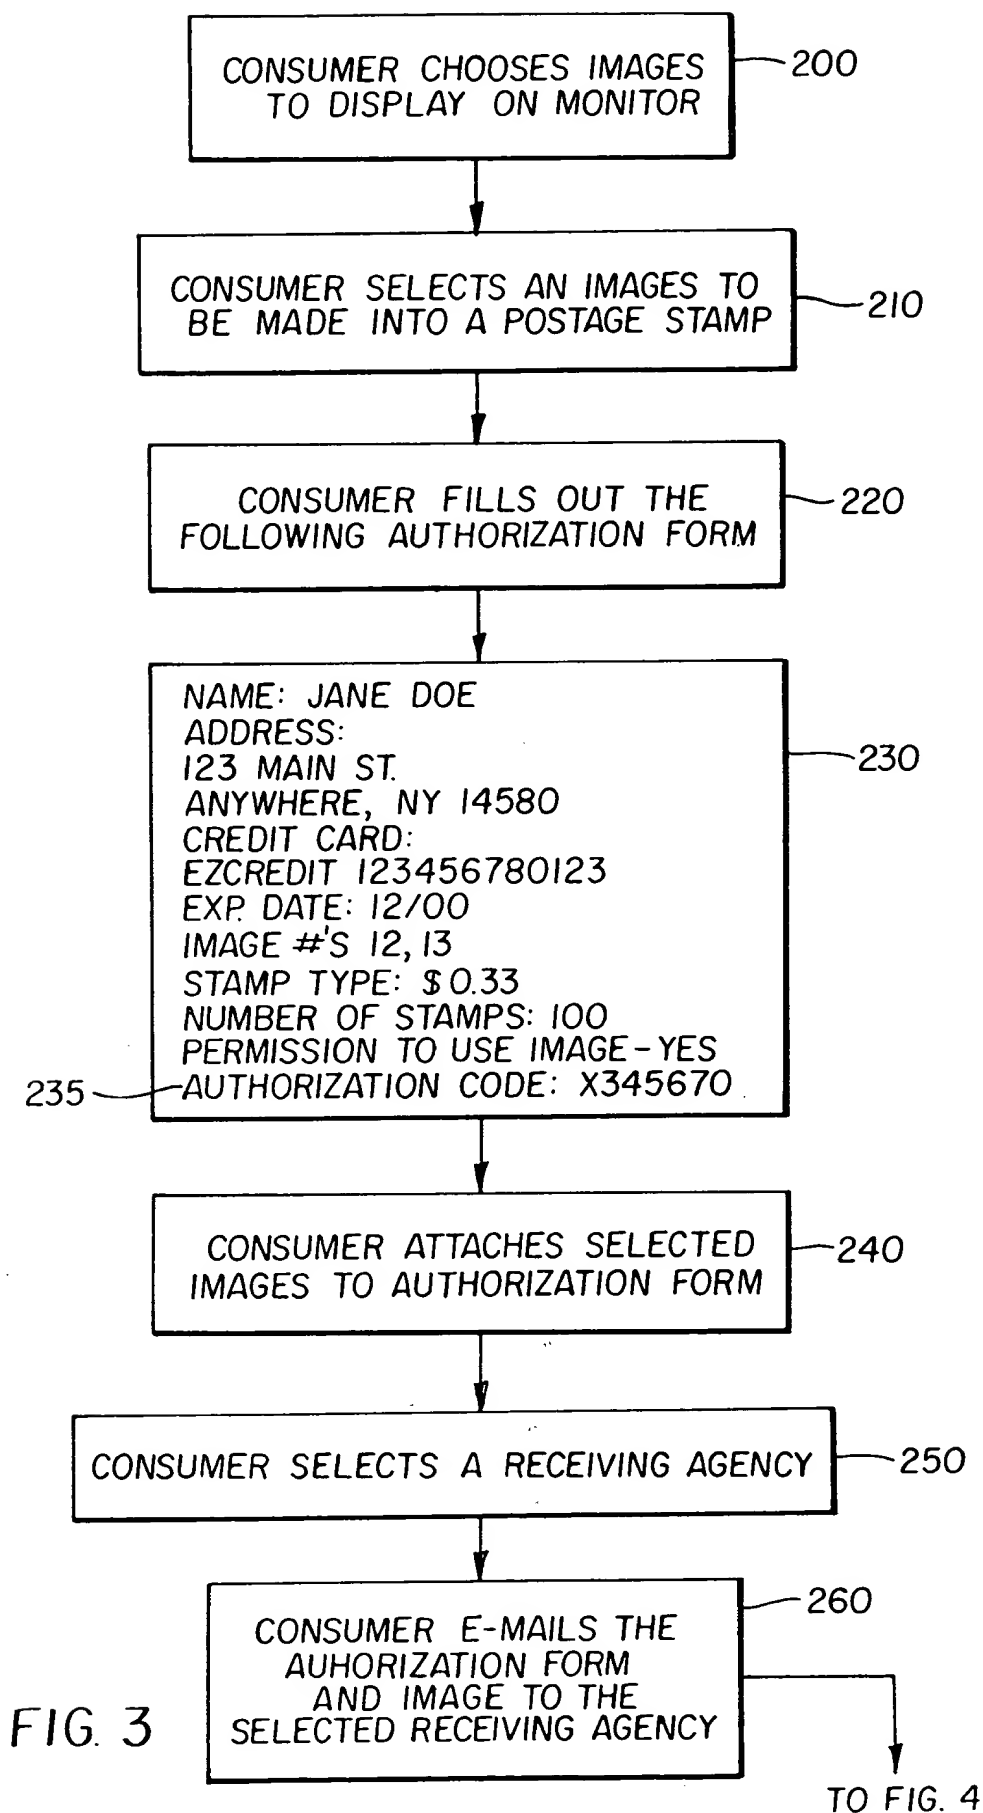 CONSUMER CHOOSES IMAGES
TO DISPLAY ON MONITOR
200
CONSUMER SELECTS AN IMAGES TO
BE MADE INTO A POSTAGE STAMP
210
CONSUMER FILLS OUT THE
FOLLOWING AUTHORIZATION FORM
220
NAME: JANE DOE
ADDRESS:
123 MAIN ST.
ANYWHERE, NY 14580
CREDIT CARD:
EZCREDIT 123456780123
EXP. DATE: 12/00
IMAGE #'S 12, 13
STAMP TYPE: $0.33
NUMBER OF STAMPS: 100
PERMISSION TO USE IMAGE-YES
AUTHORIZATION CODE: X345670
230
235
CONSUMER ATTACHES SELECTED
IMAGES TO AUTHORIZATION FORM
240
CONSUMER SELECTS A RECEIVING AGENCY
250
CONSUMER E-MAILS THE
AUHORIZATION FORM
AND IMAGE TO THE
SELECTED RECEIVING AGENCY
260
FIG. 3
TO FIG. 4